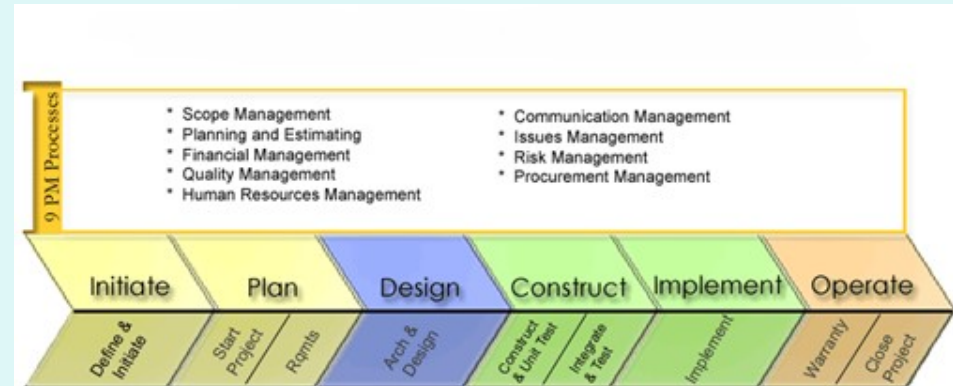 9 PM Processes
* Scope Management
* Planning and Estimating
* Financial Management
* Quality Management
* Human Resources Management
* Communication Management
* Issues Management
* Risk Management
* Procurement Management
Initiate
Plan
Design
Construct
Implement
Operate
Define &
Initiate
Start
Project
Rqmts
Arch &
Design
Construct
& Unit Test
Integrate
& Test
Implement
Warranty
Close
Project